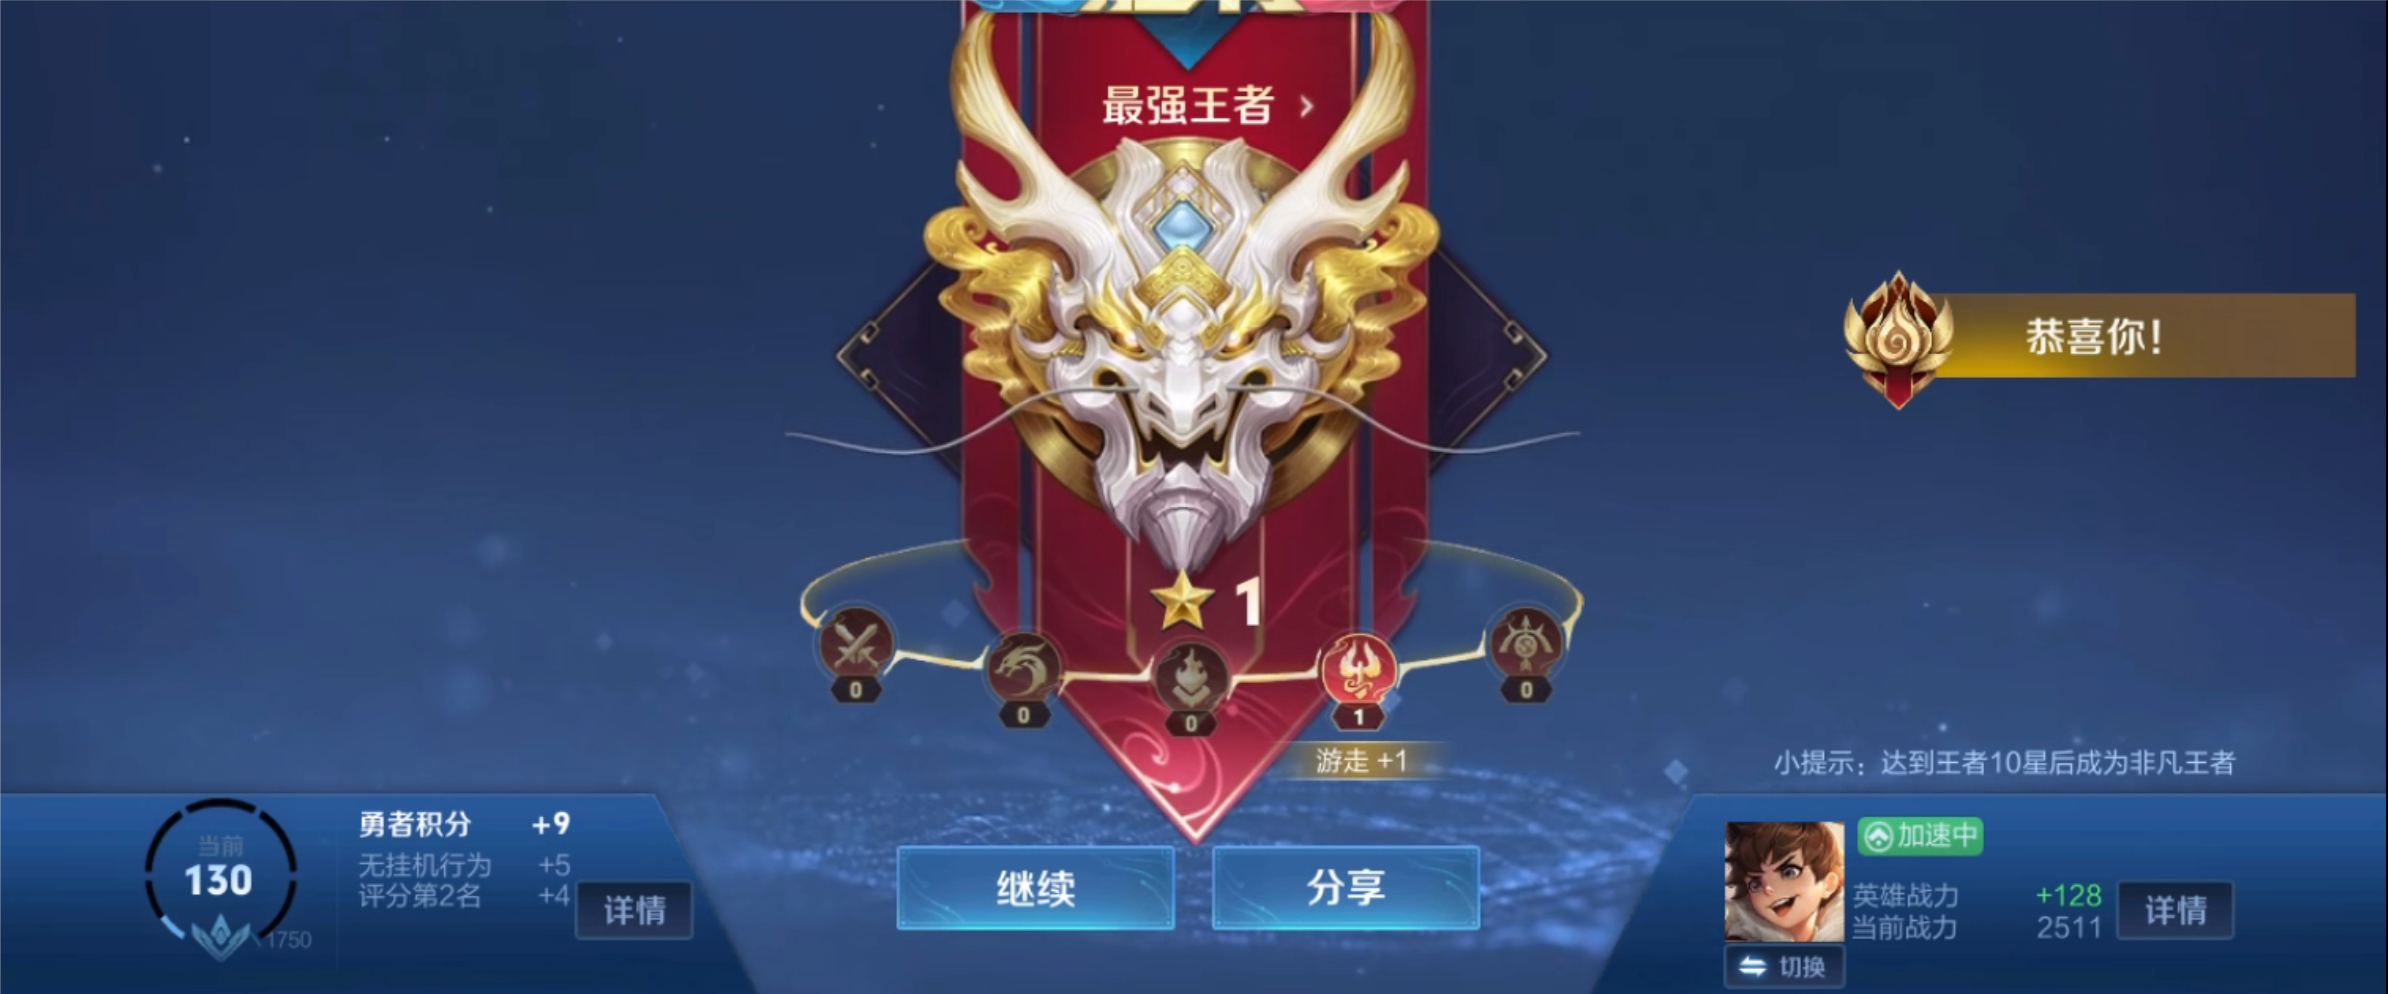 最强王者
恭喜你!
1
0
0
0
1
0
游走 +1
小提示：达到王者10星后成为非凡王者
当前
130
1750
勇者积分 +9
无挂机行为 +5
评分第2名 +4
详情
继续
分享
加速中
英雄战力 +128
当前战力 2511
详情
切换